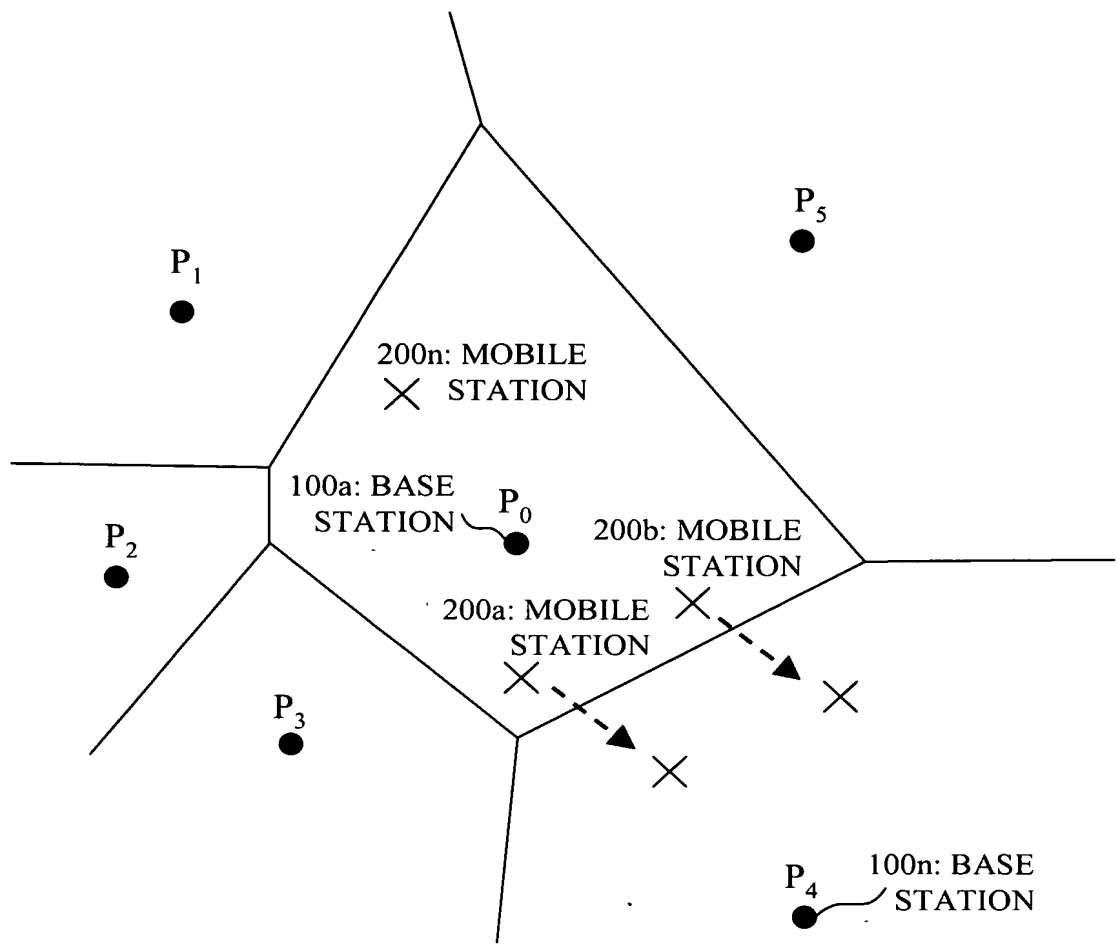 P5
P1
200n: MOBILE
STATION
100a: BASE
STATION
P0
200b: MOBILE
STATION
P2
200a: MOBILE
STATION
P3
P4
100n: BASE
STATION